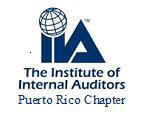 IIA
The Institute of
Internal Auditors
Puerto Rico Chapter